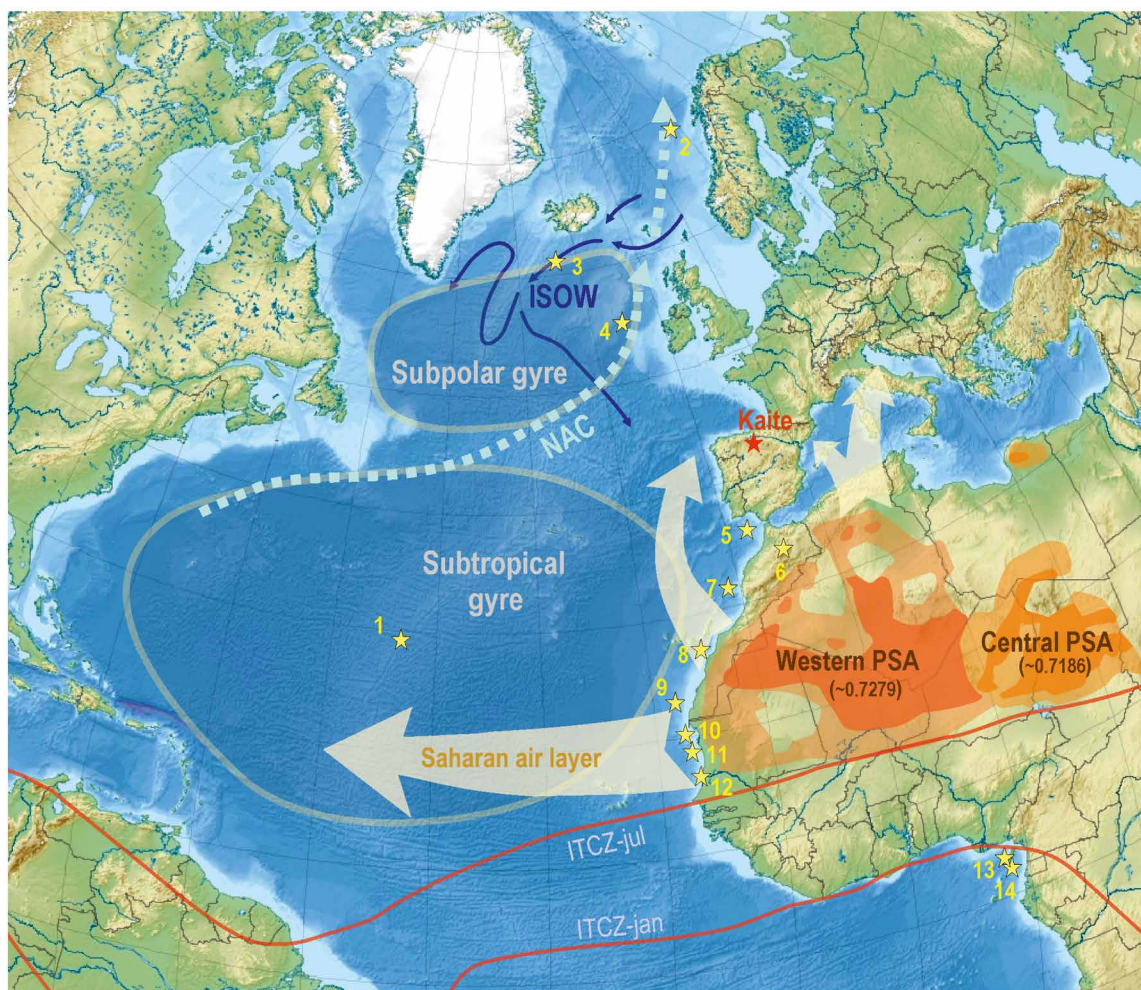 2
3
ISOW
4
Subpolar gyre
Kaite
NAC
5
6
Subtropical
gyre
7
1
8
Western PSA
(~0.7279)
Central PSA
(~0.7186)
9
10
11
Saharan air layer
12
ITCZ-jul
13
14
ITCZ-jan